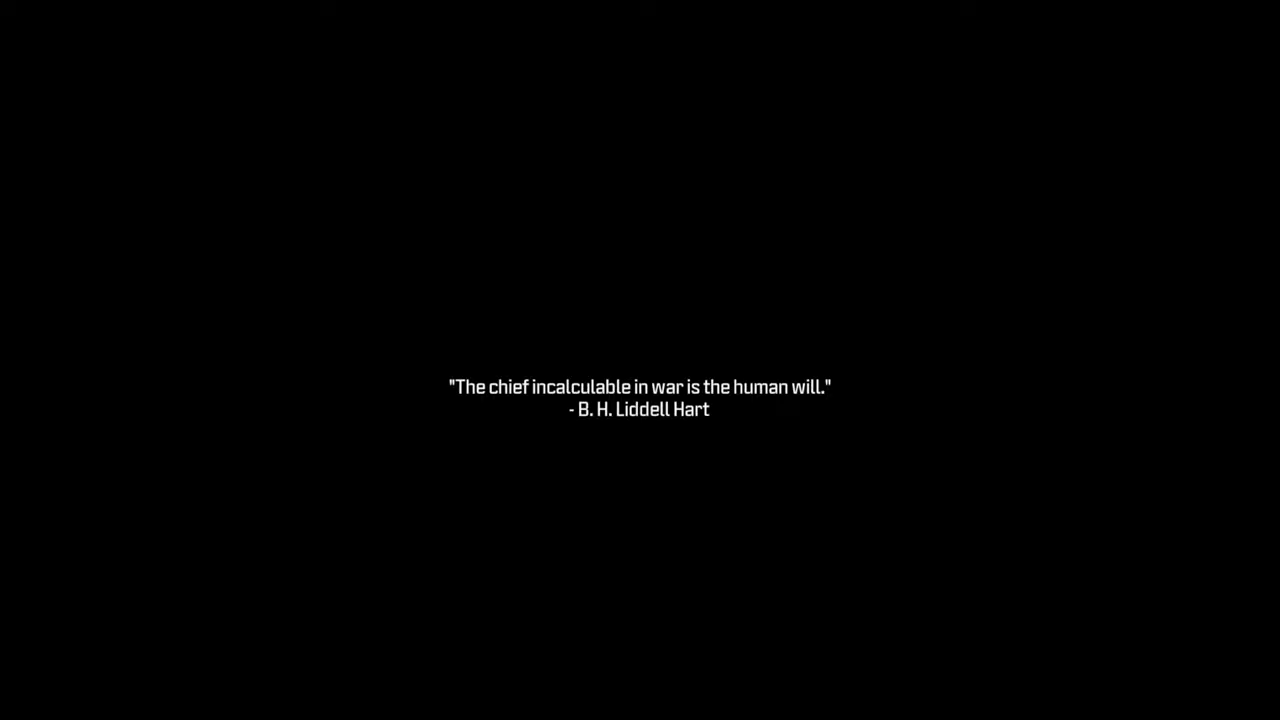 "The chief incalculable in war is the human will."
- B. H. Liddell Hart